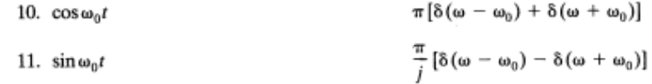 10. cos ω₀t π[δ(ω − ω₀) + δ(ω + ω₀)]
11. sin ω₀t π/j [δ(ω − ω₀) − δ(ω + ω₀)]